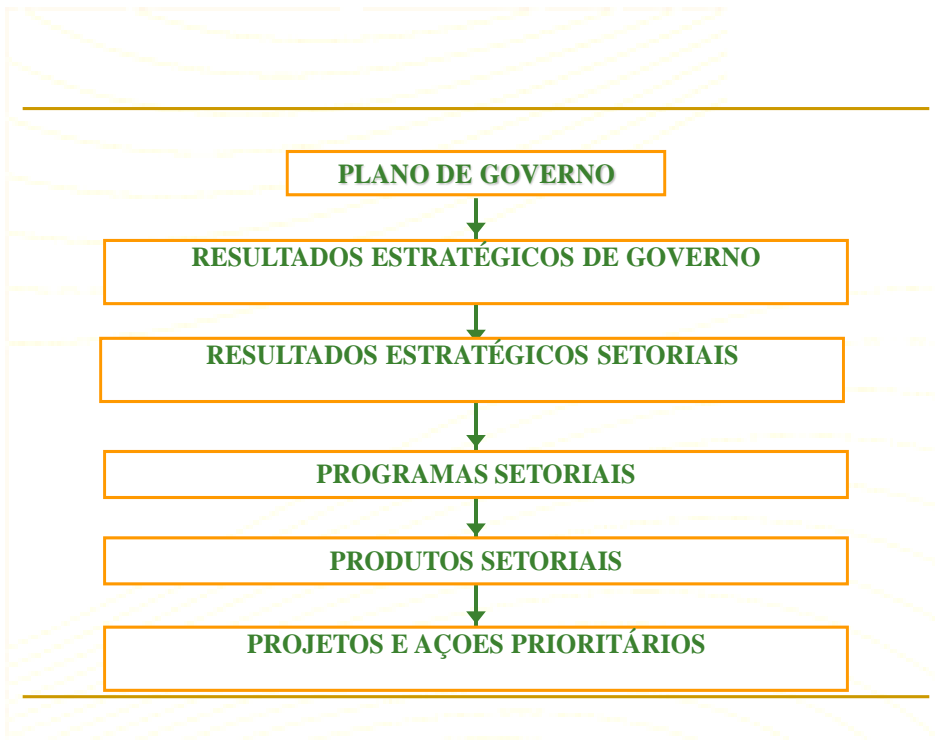 PLANO DE GOVERNO
RESULTADOS ESTRATÉGICOS DE GOVERNO
RESULTADOS ESTRATÉGICOS SETORIAIS
PROGRAMAS SETORIAIS
PRODUTOS SETORIAIS
PROJETOS E AÇOES PRIORITÁRIOS